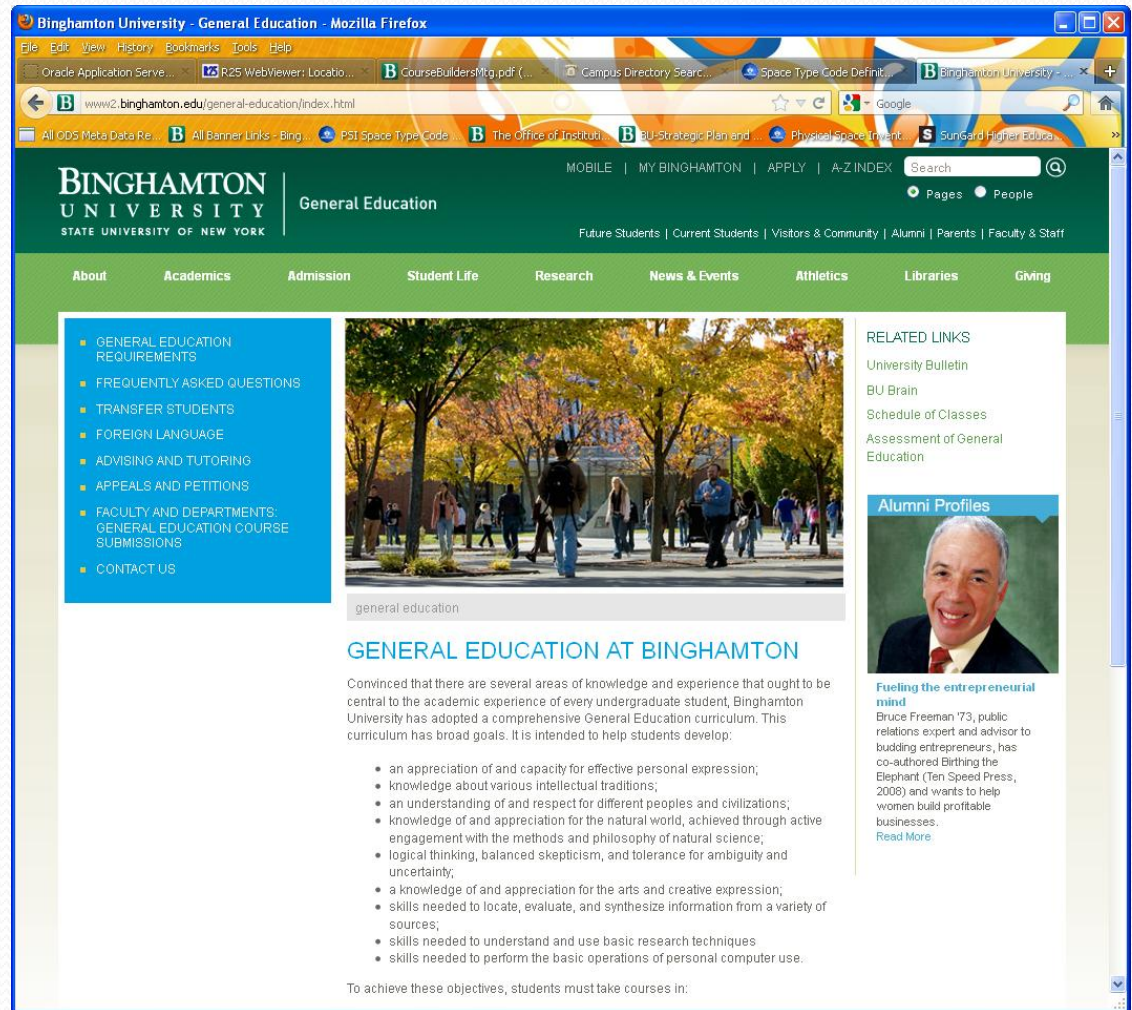 Binghamton University - General Education - Mozilla Firefox
File Edit View History Bookmarks Tools Help
Oracle Application Serve... R25 WebViewer: Locatio... CourseBuildersMtg.pdf (... Campus Directory Searc... Space Type Code Definit... Binghamton University - ...
www2.binghamton.edu/general-education/index.html
Google
All ODS Meta Data Re... All Banner Links - Bing... PSI Space Type Code ... The Office of Instituti... BU-Strategic Plan and ... Physical Space Invent... SunGard Higher Educa...
MOBILE | MY BINGHAMTON | APPLY | A-Z INDEX Search
Pages People
BINGHAMTON
UNIVERSITY
STATE UNIVERSITY OF NEW YORK
General Education
Future Students | Current Students | Visitors & Community | Alumni | Parents | Faculty & Staff
About Academics Admission Student Life Research News & Events Athletics Libraries Giving
GENERAL EDUCATION
REQUIREMENTS
FREQUENTLY ASKED QUESTIONS
TRANSFER STUDENTS
FOREIGN LANGUAGE
ADVISING AND TUTORING
APPEALS AND PETITIONS
FACULTY AND DEPARTMENTS:
GENERAL EDUCATION COURSE
SUBMISSIONS
CONTACT US
general education
GENERAL EDUCATION AT BINGHAMTON
Convinced that there are several areas of knowledge and experience that ought to be
central to the academic experience of every undergraduate student, Binghamton
University has adopted a comprehensive General Education curriculum. This
curriculum has broad goals. It is intended to help students develop:
an appreciation of and capacity for effective personal expression;
knowledge about various intellectual traditions;
an understanding of and respect for different peoples and civilizations;
knowledge of and appreciation for the natural world, achieved through active
engagement with the methods and philosophy of natural science;
logical thinking, balanced skepticism, and tolerance for ambiguity and
uncertainty;
a knowledge of and appreciation for the arts and creative expression;
skills needed to locate, evaluate, and synthesize information from a variety of
sources;
skills needed to understand and use basic research techniques
skills needed to perform the basic operations of personal computer use.
To achieve these objectives, students must take courses in:
RELATED LINKS
University Bulletin
BU Brain
Schedule of Classes
Assessment of General
Education
Alumni Profiles
Fueling the entrepreneurial
mind
Bruce Freeman '73, public
relations expert and advisor to
budding entrepreneurs, has
co-authored Birthing the
Elephant (Ten Speed Press,
2008) and wants to help
women build profitable
businesses.
Read More